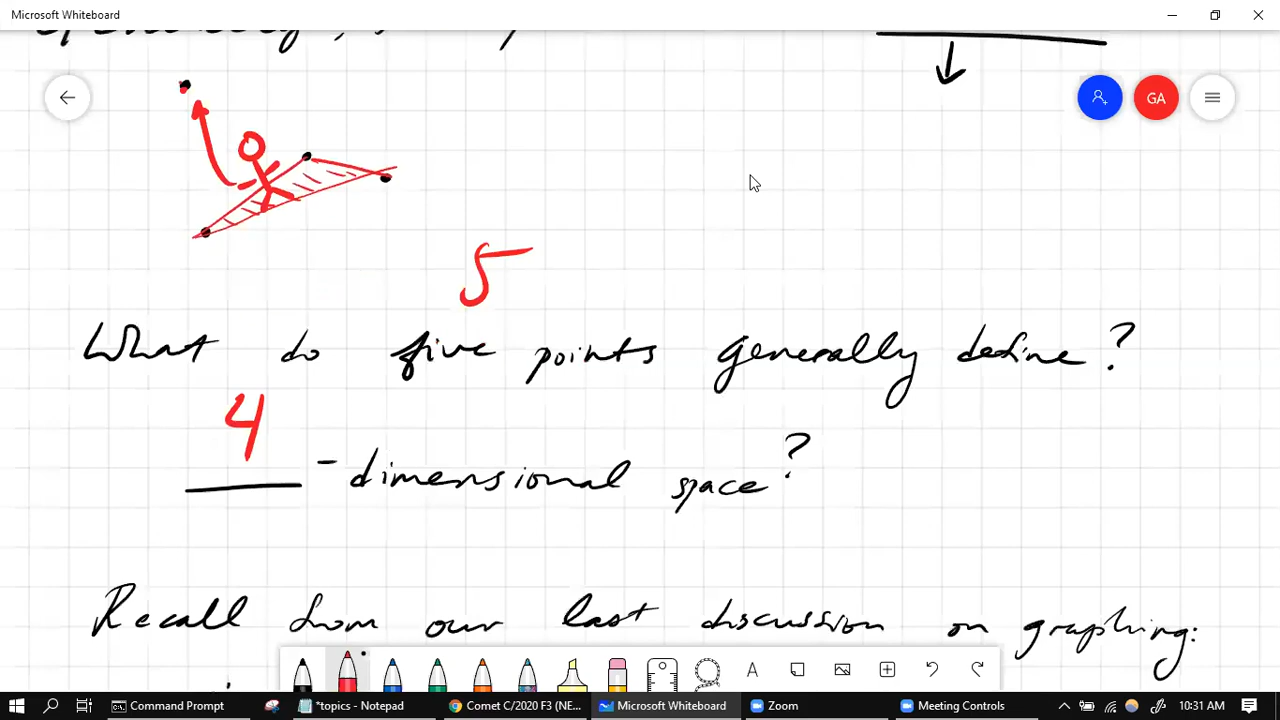 Microsoft Whiteboard
GA
5
What do five points generally define?
4
-dimensional space?
Recall from our last discussion on graphing:
A
Command Prompt
*topics - Notepad
Comet C/2020 F3 (NE...
Microsoft Whiteboard
Zoom
Meeting Controls
10:31 AM